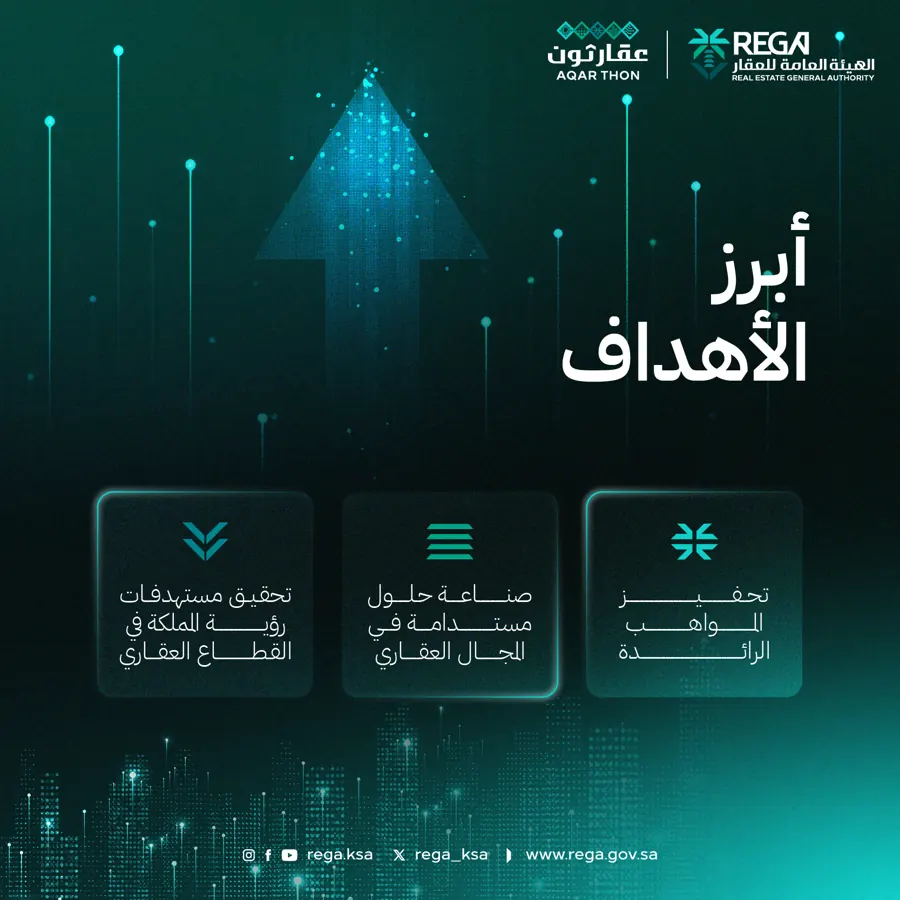 عقارثون
AQAR THON
REGA
الهيئة العامة للعقار
REAL ESTATE GENERAL AUTHORITY
أبرز
الأهداف
تحفيز
المواهب
الرائدة
صناعة حلول
مستدامة في
المجال العقاري
تحقيق مستهدفات
رؤية المملكة في
القطاع العقاري
rega.ksa X rega_ksa www.rega.gov.sa